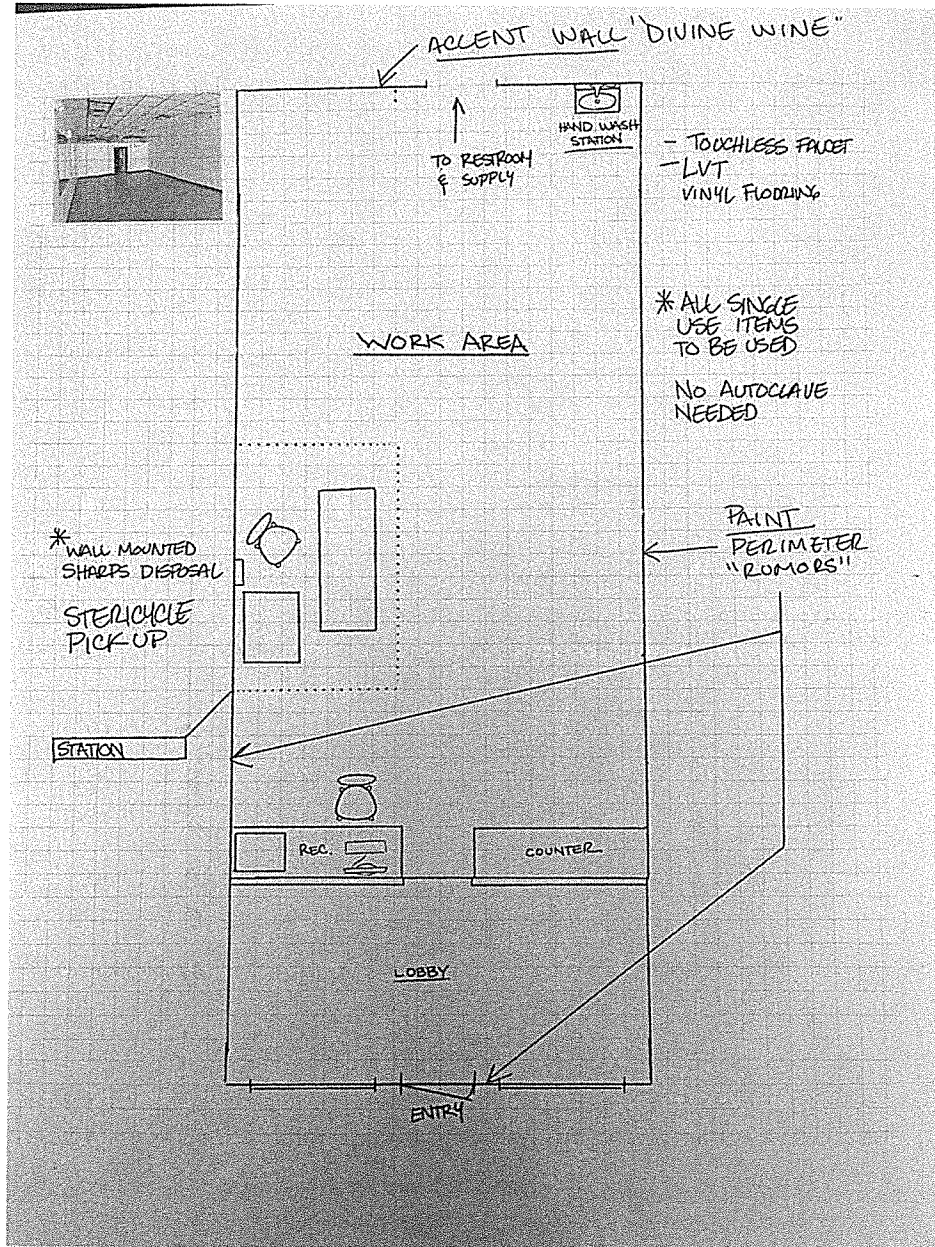 ACCENT WALL "DIVINE WINE"
HAND WASH
STATION
TO RESTROOM
& SUPPLY
- TOUCHLESS FAUCET
- LVT
VINYL FLOORING
* ALL SINGLE
USE ITEMS
TO BE USED
NO AUTOCLAVE
NEEDED
WORK AREA
PAINT
PERIMETER
"RUMORS"
* WALL MOUNTED
SHARPS DISPOSAL
STERICYCLE
PICK-UP
STATION
REC.
COUNTER
LOBBY
ENTRY